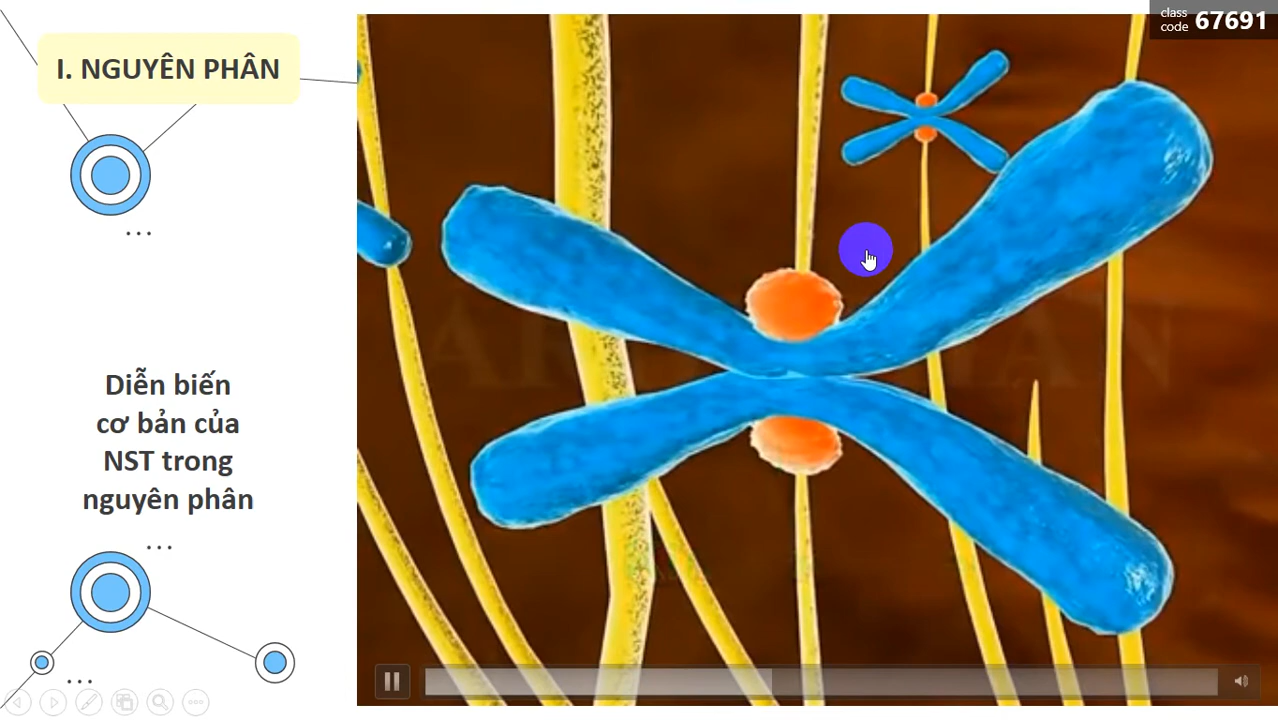 I. NGUYÊN PHÂN
...
Diễn biến
cơ bản của
NST trong
nguyên phân
...
...
class
code 67691